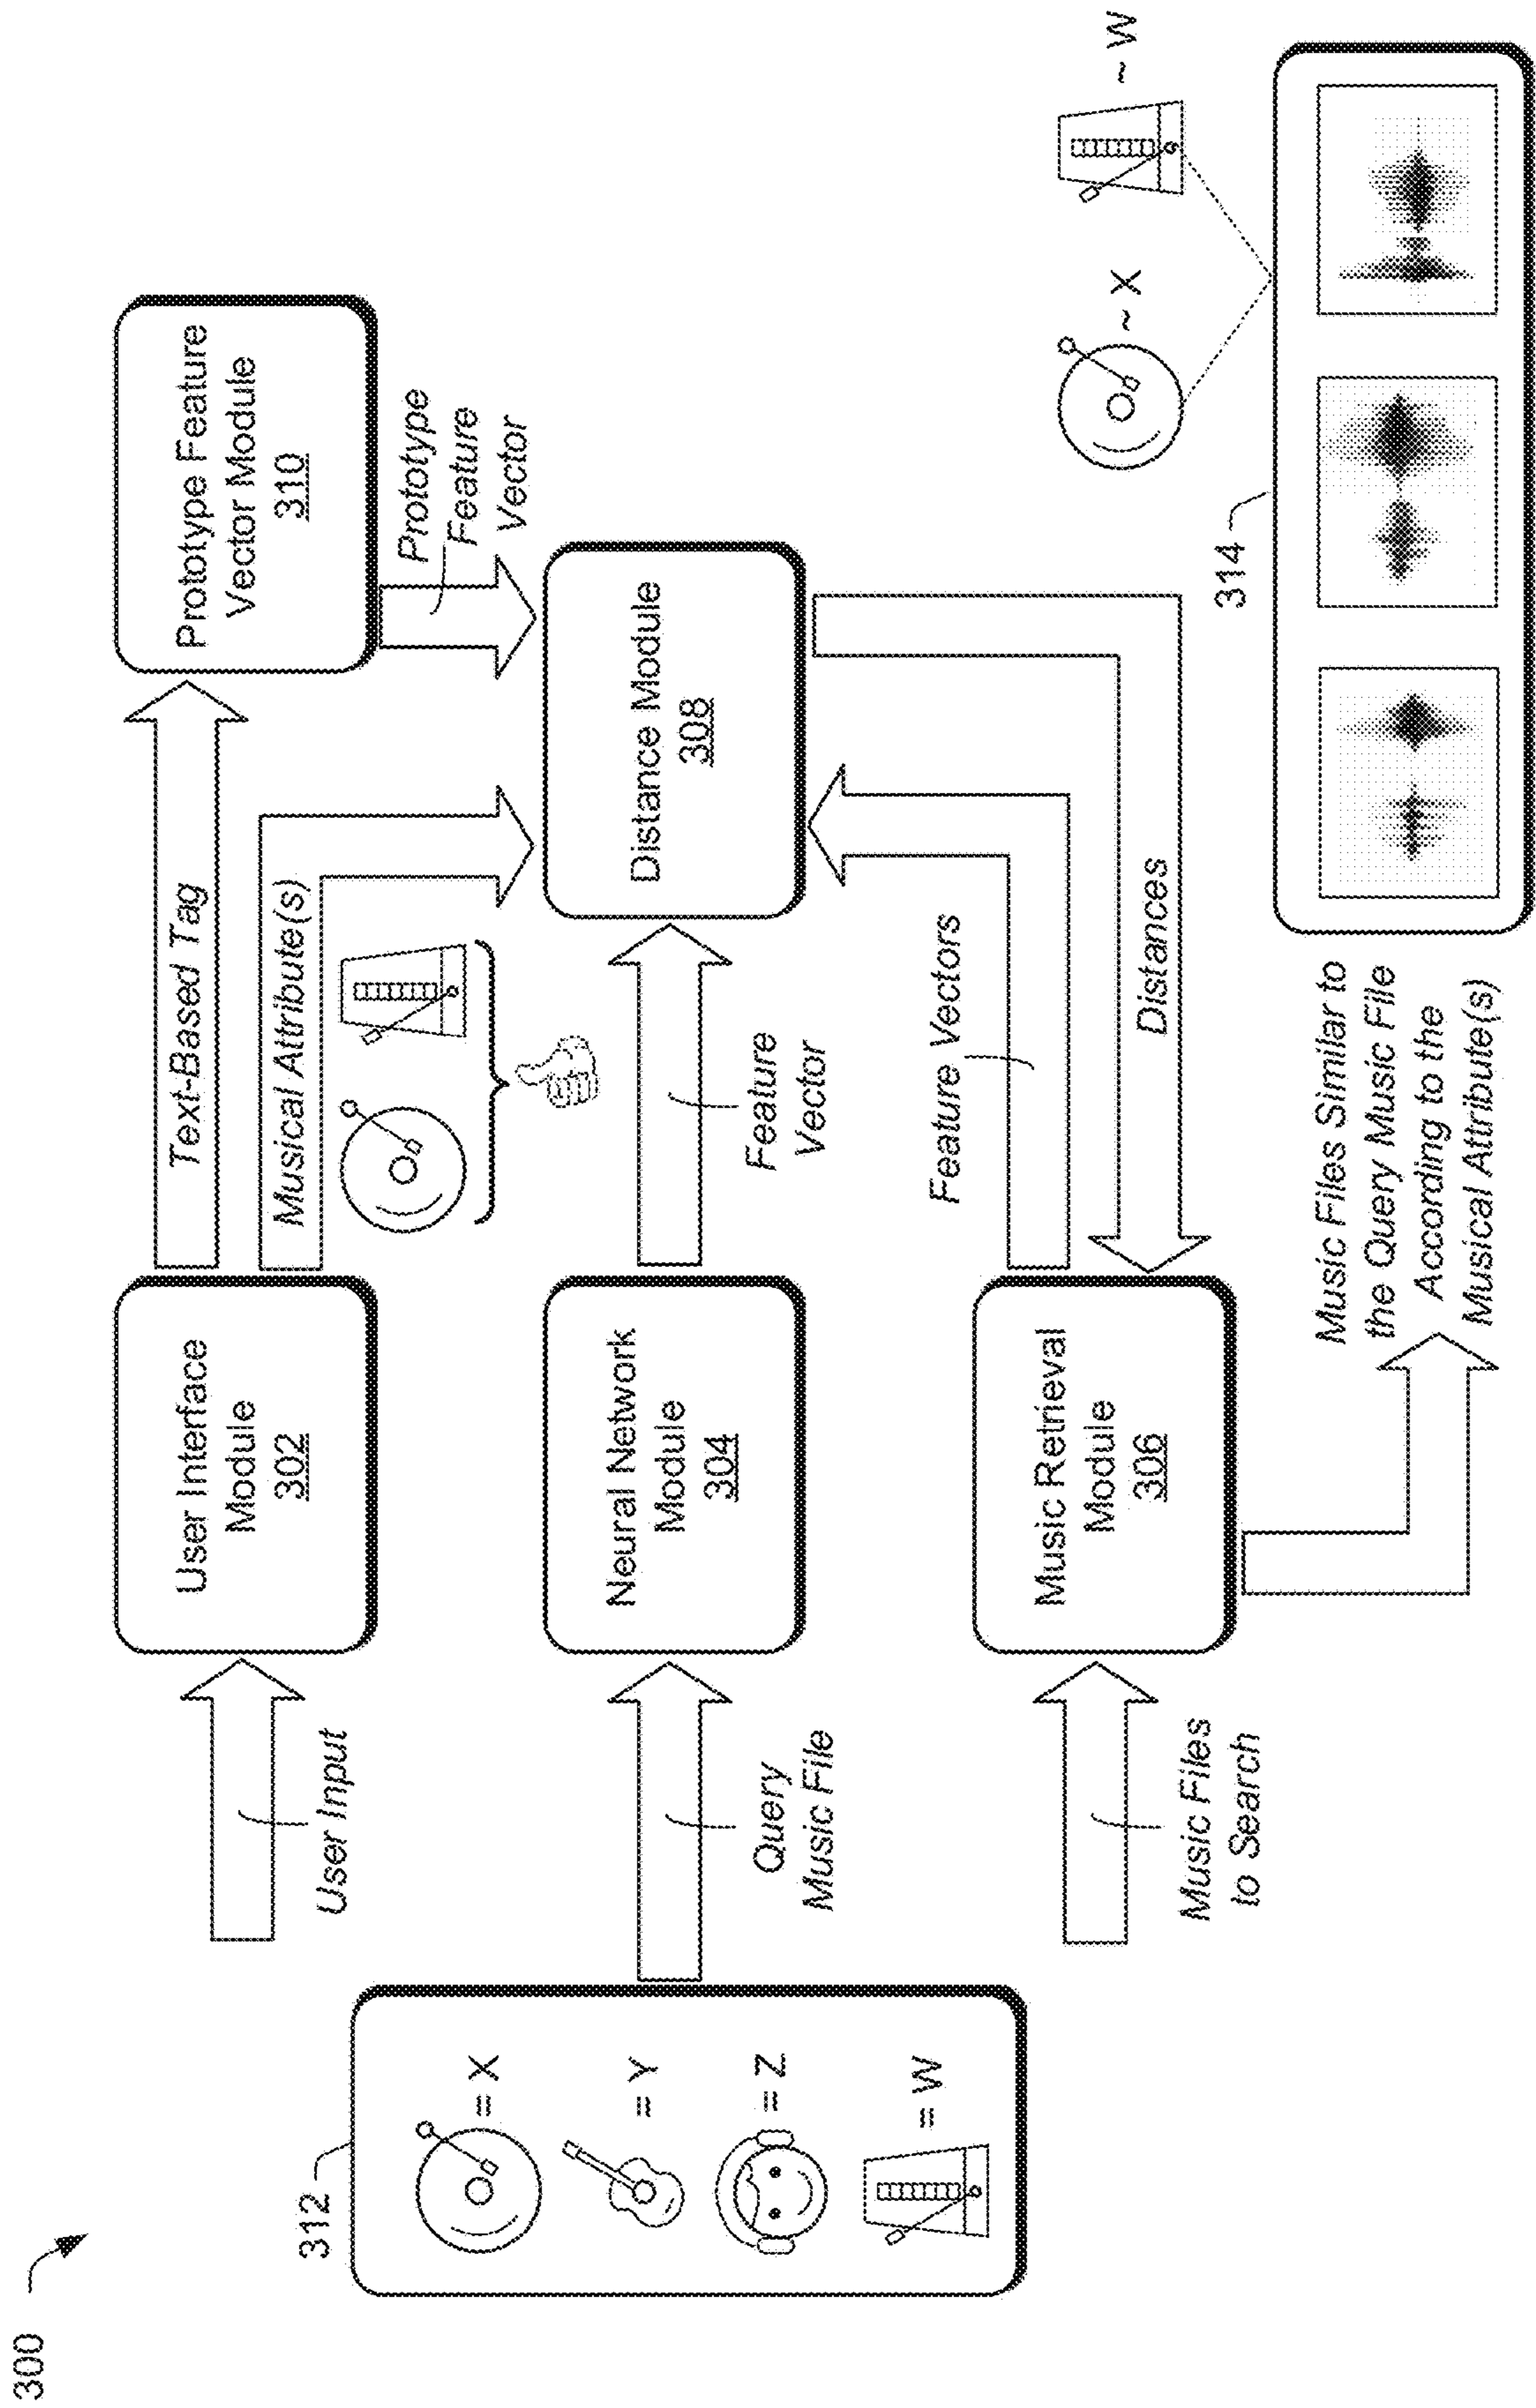 300
312
= X
= Y
= Z
= W
User Input
Query
Music File
Music Files
to Search
User Interface
Module
302
Neural Network
Module
304
Music Retrieval
Module
306
Text-Based Tag
Musical Attribute(s)
Feature
Vector
Feature Vectors
Distances
Music Files Similar to
the Query Music File
According to the
Musical Attribute(s)
Prototype Feature
Vector Module
310
Prototype
Feature
Vector
Distance Module
308
314
~ X
~ W